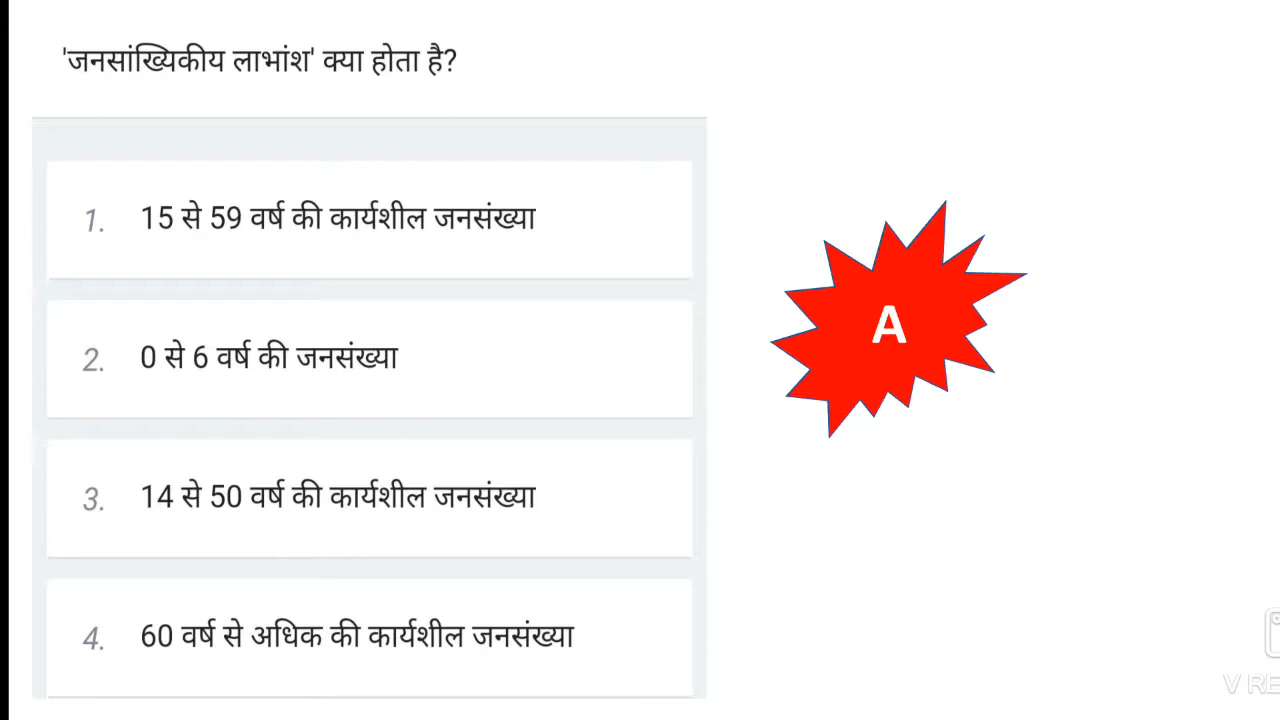 'जनसांख्यिकीय लाभांश' क्या होता है?
1. 15 से 59 वर्ष की कार्यशील जनसंख्या
2. 0 से 6 वर्ष की जनसंख्या
3. 14 से 50 वर्ष की कार्यशील जनसंख्या
4. 60 वर्ष से अधिक की कार्यशील जनसंख्या
A